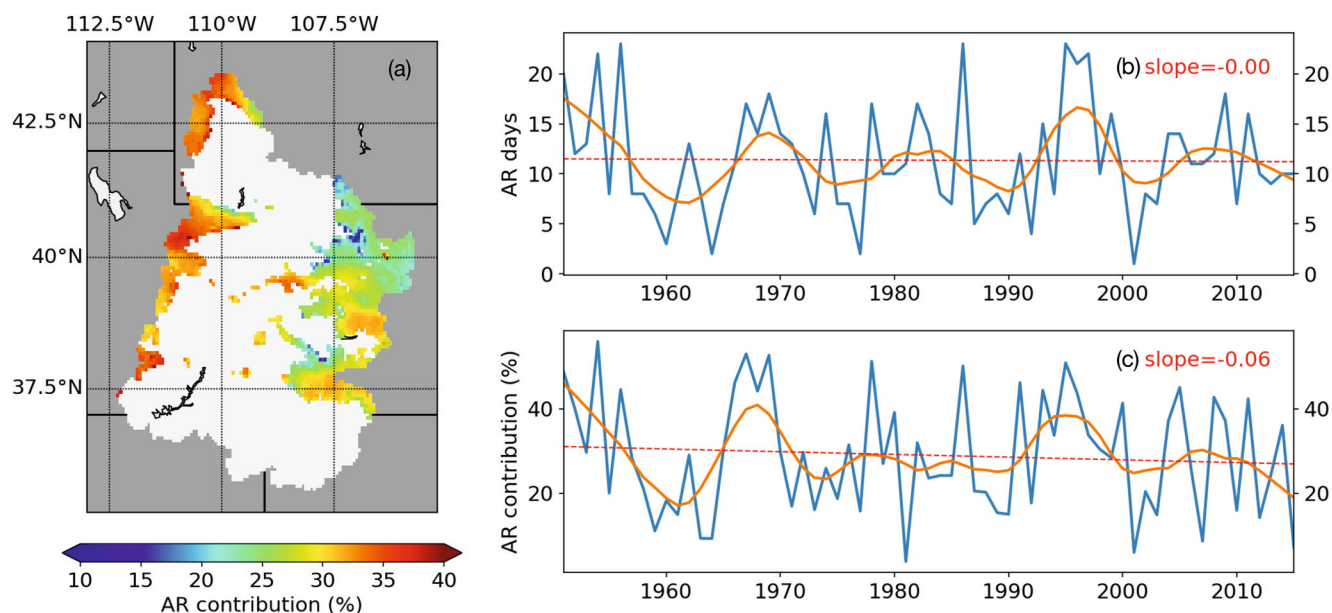 112.5°W 110°W 107.5°W
(a)
42.5°N
40°N
37.5°N
10 15 20 25 30 35 40
AR contribution (%)
(b) slope=-0.00
AR days
20 20
15 15
10 10
5 5
0 0
1960 1970 1980 1990 2000 2010
(c) slope=-0.06
AR contribution (%)
40 40
20 20
1960 1970 1980 1990 2000 2010